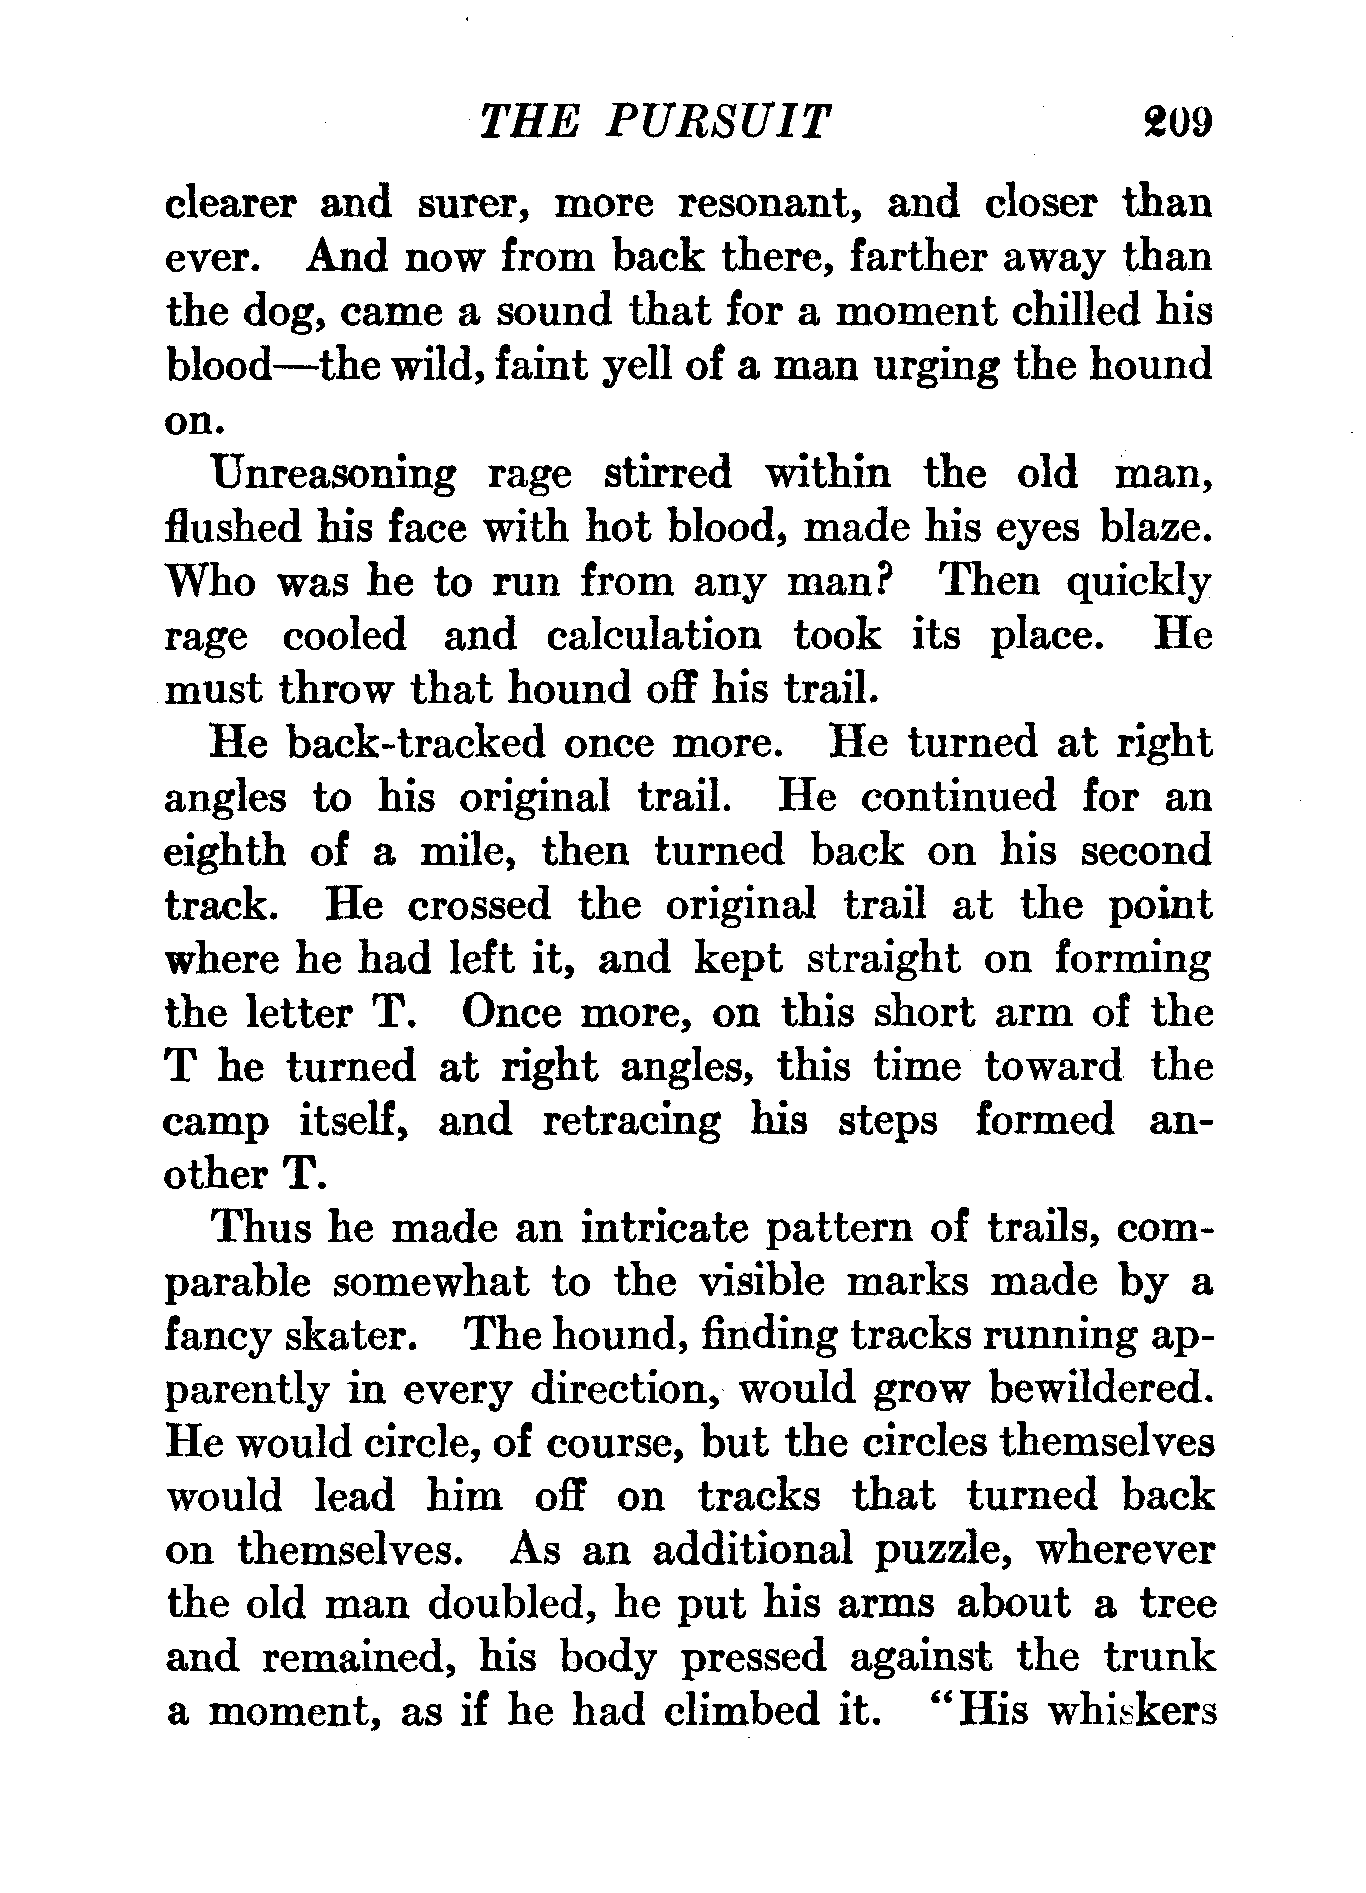 THE PURSUIT 209
clearer and surer, more resonant, and closer than
ever. And now from back there, farther away than
the dog, came a sound that for a moment chilled his
blood—the wild, faint yell of a man urging the hound
on.
Unreasoning rage stirred within the old man,
flushed his face with hot blood, made his eyes blaze.
Who was he to run from any man? Then quickly
rage cooled and calculation took its place. He
must throw that hound off his trail.
He back-tracked once more. He turned at right
angles to his original trail. He continued for an
eighth of a mile, then turned back on his second
track. He crossed the original trail at the point
where he had left it, and kept straight on forming
the letter T. Once more, on this short arm of the
T he turned at right angles, this time toward the
camp itself, and retracing his steps formed an-
other T.
Thus he made an intricate pattern of trails, com-
parable somewhat to the visible marks made by a
fancy skater. The hound, finding tracks running ap-
parently in every direction, would grow bewildered.
He would circle, of course, but the circles themselves
would lead him off on tracks that turned back
on themselves. As an additional puzzle, wherever
the old man doubled, he put his arms about a tree
and remained, his body pressed against the trunk
a moment, as if he had climbed it. “His whiskers